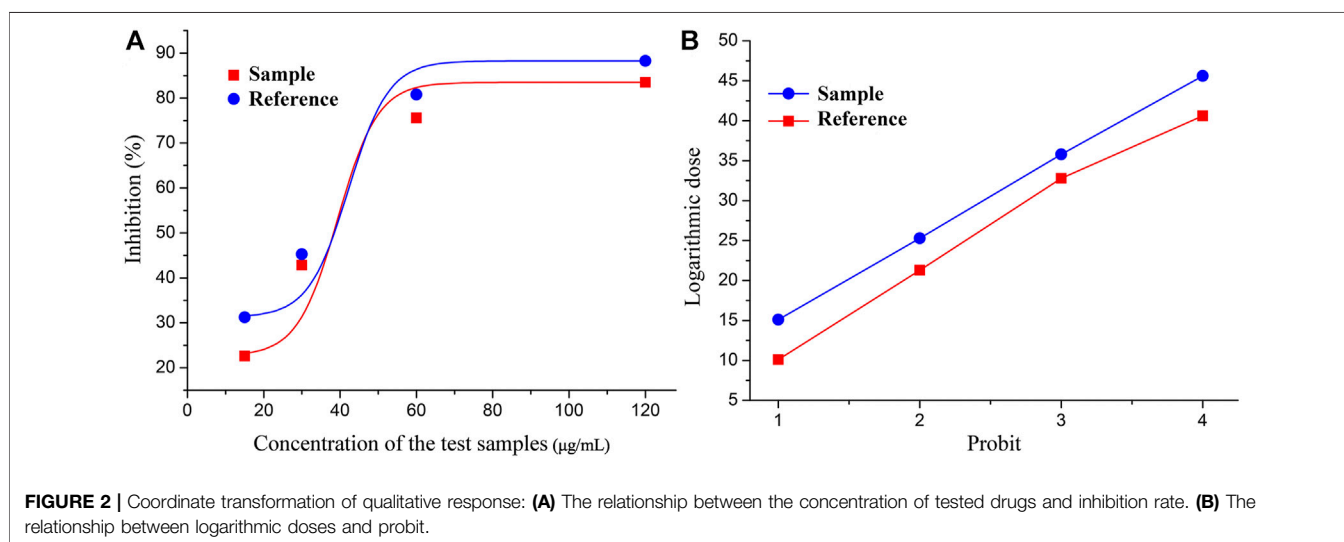 A
90
80
70
60
50
40
30
20
Inhibition (%)
Sample
Reference
0 20 40 60 80 100 120
Concentration of the test samples (µg/mL)
B
50
45
40
35
30
25
20
15
10
5
Logarithmic dose
Sample
Reference
1 2 3 4
Probit
FIGURE 2 | Coordinate transformation of qualitative response: (A) The relationship between the concentration of tested drugs and inhibition rate. (B) The
relationship between logarithmic doses and probit.